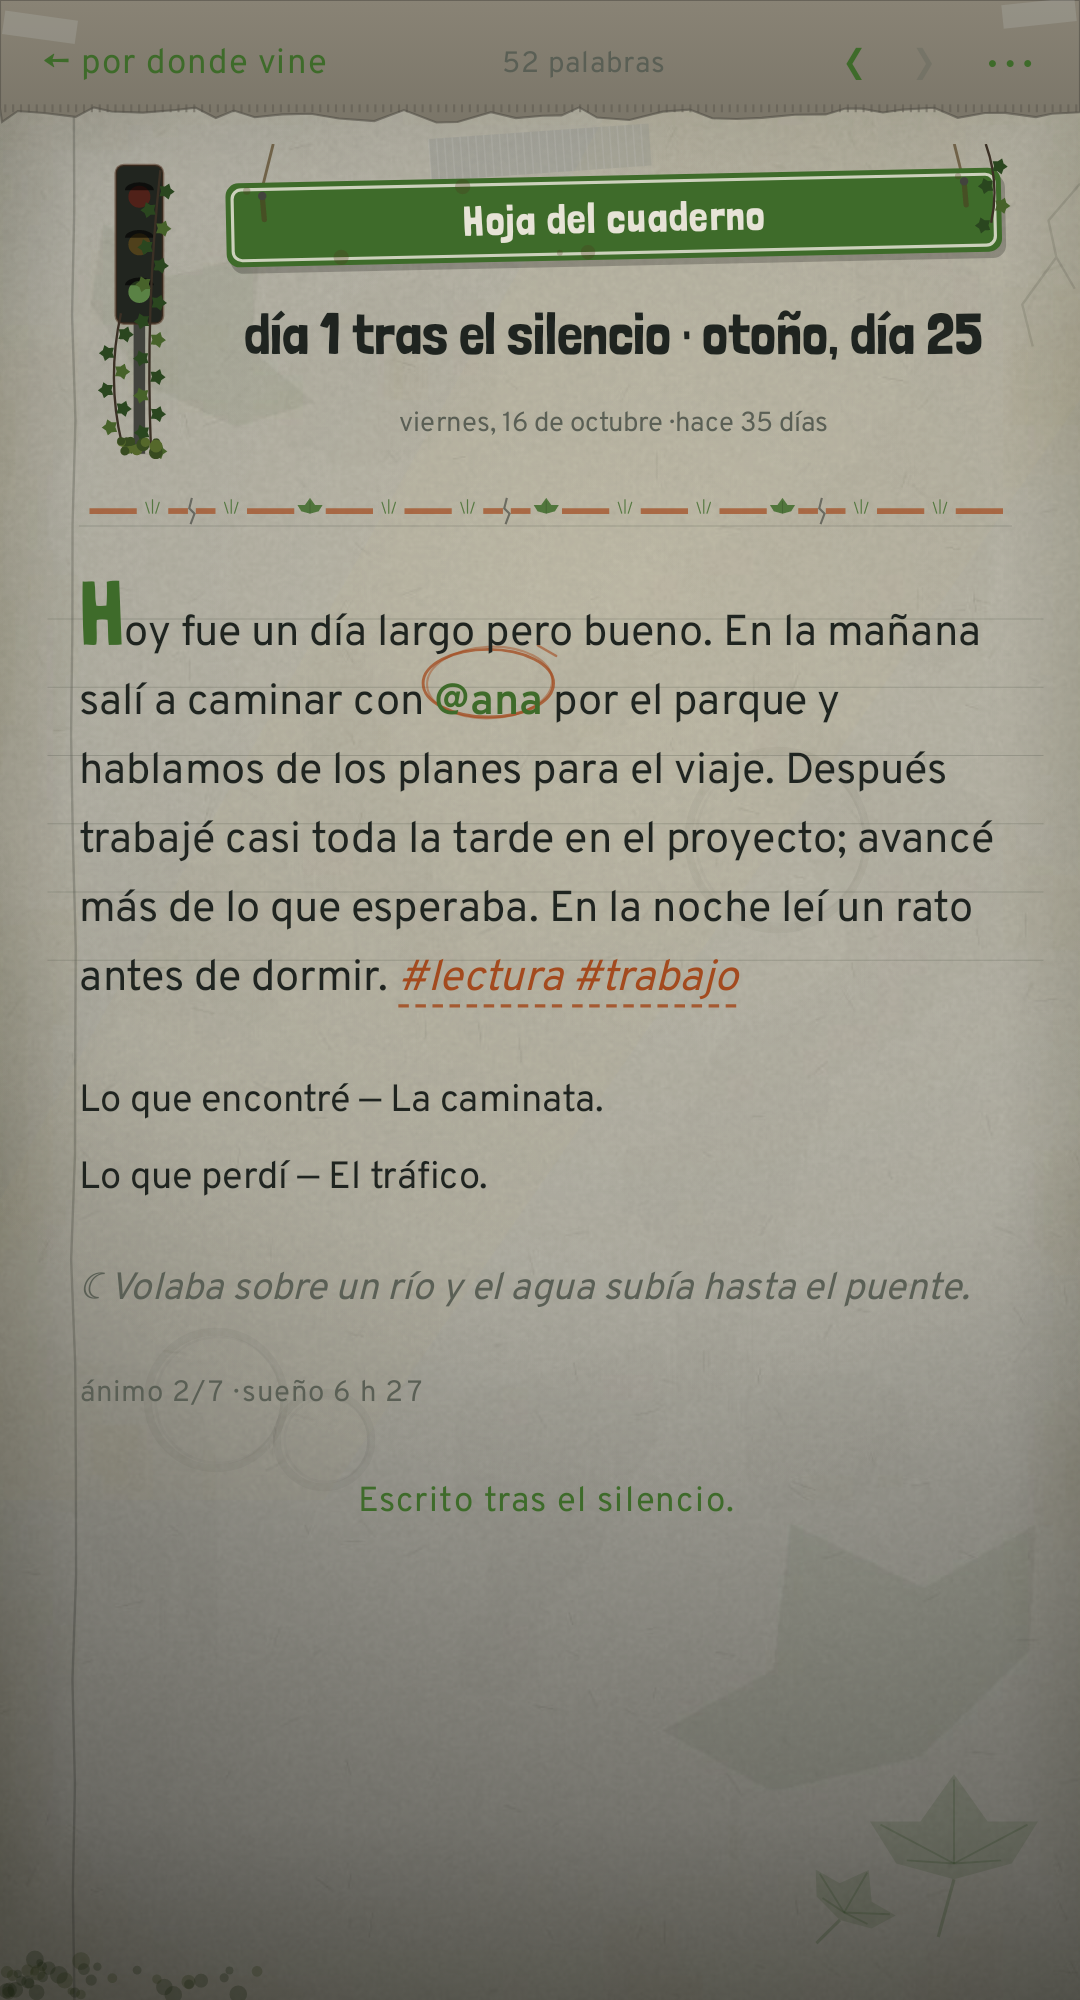 ← por donde vine
52 palabras
Hoja del cuaderno
día 1 tras el silencio · otoño, día 25
viernes, 16 de octubre · hace 35 días
Hoy fue un día largo pero bueno. En la mañana
salí a caminar con @ana por el parque y
hablamos de los planes para el viaje. Después
trabajé casi toda la tarde en el proyecto; avancé
más de lo que esperaba. En la noche leí un rato
antes de dormir. #lectura #trabajo
Lo que encontré — La caminata.
Lo que perdí — El tráfico.
☾ Volaba sobre un río y el agua subía hasta el puente.
ánimo 2/7 · sueño 6 h 27
Escrito tras el silencio.